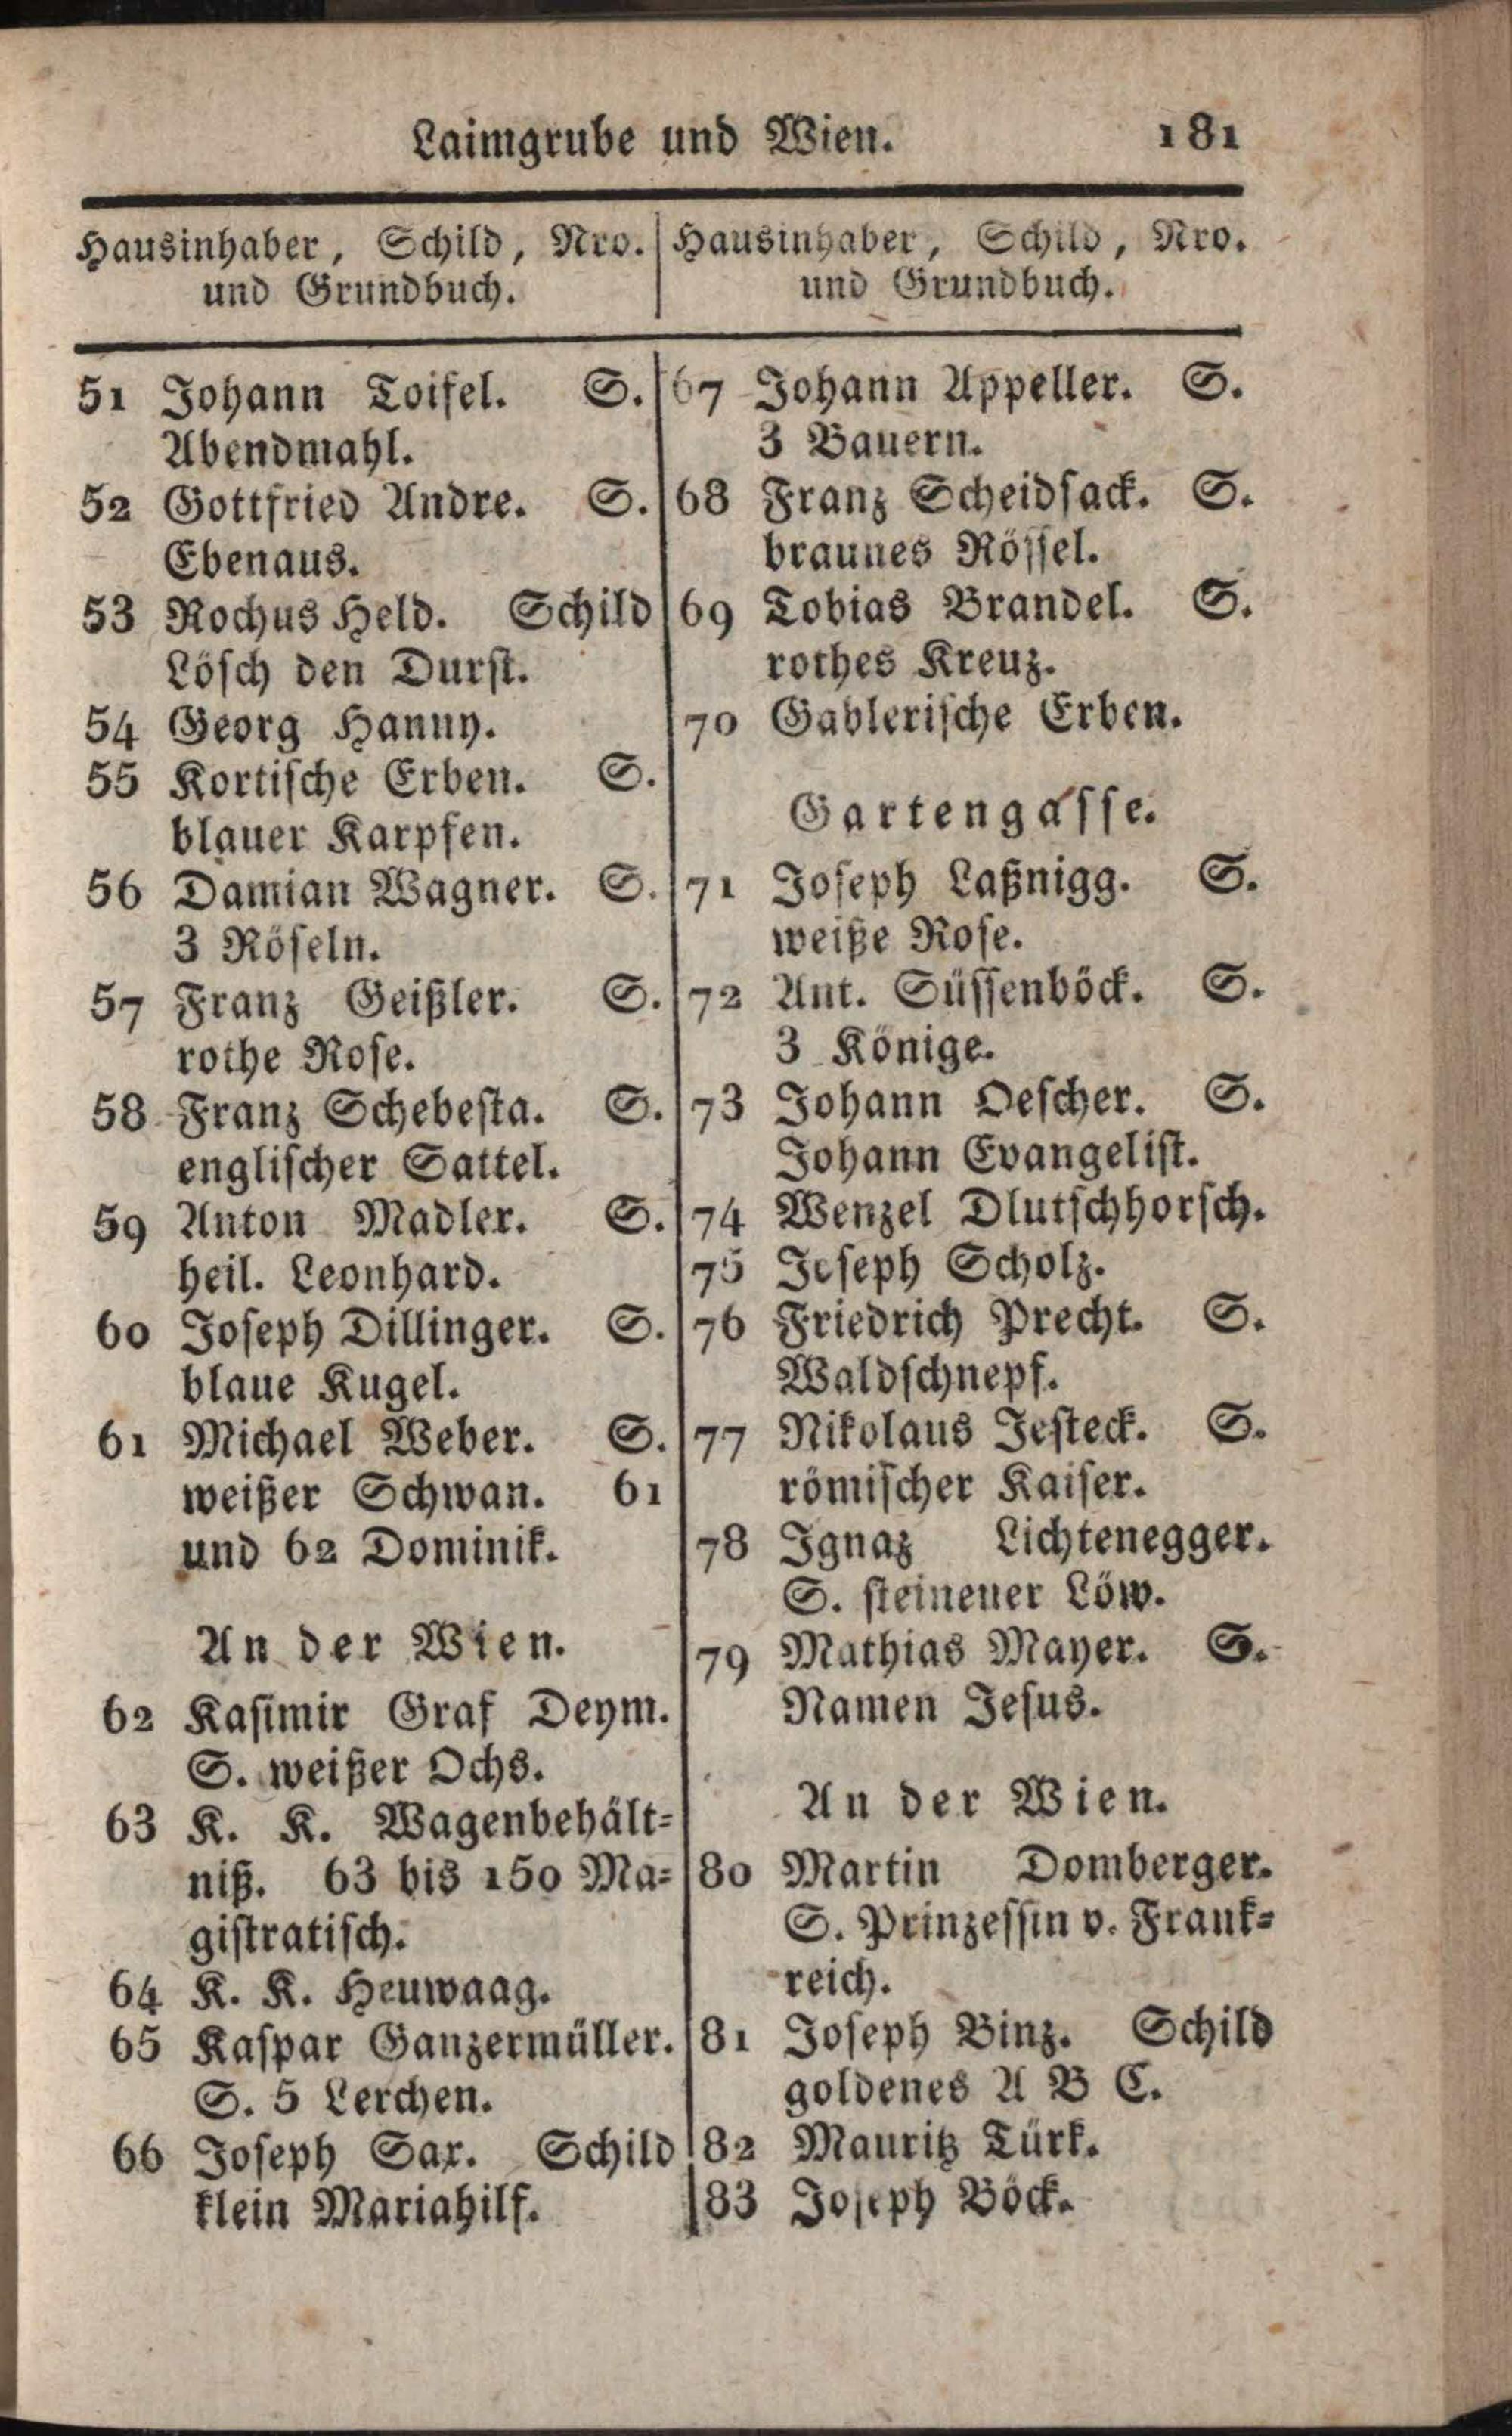 Laimgrube und Wien. 181
Hausinhaber, Schild, Nro.
und Grundbuch.
51 Johann Toifel. S.
Abendmahl.
52 Gottfried Andre. S.
Ebenaus.
53 Rochus Held. Schild
Lösch den Durst.
54 Georg Hanny.
55 Kortische Erben. S.
blauer Karpfen.
56 Damian Wagner. S.
3 Röseln.
57 Franz Geißler. S.
rothe Rose.
58 Franz Schebesta. S.
englischer Sattel.
59 Anton Madler. S.
heil. Leonhard.
60 Joseph Dillinger. S.
blaue Kugel.
61 Michael Weber. S.
weißer Schwan. 61
und 62 Dominik.
An der Wien.
62 Kasimir Graf Deym.
S. weißer Ochs.
63 K. K. Wagenbehält-
niß. 63 bis 150 Ma-
gistratisch.
64 K. K. Heuwaag.
65 Kaspar Ganzermüller.
S. 5 Lerchen.
66 Joseph Sax. Schild
klein Mariahilf.
Hausinhaber, Schild, Nro.
und Grundbuch.
67 Johann Appeller. S.
3 Bauern.
68 Franz Scheidsack. S.
braunes Rössel.
69 Tobias Brandel. S.
rothes Kreuz.
70 Gablerische Erben.
Gartengasse.
71 Joseph Laßnigg. S.
weiße Rose.
72 Ant. Süssenböck. S.
3 Könige.
73 Johann Oescher. S.
Johann Evangelist.
74 Wenzel Dlutschhorsch.
75 Joseph Scholz.
76 Friedrich Precht. S.
Waldschnepf.
77 Nikolaus Jesteck. S.
römischer Kaiser.
78 Ignaz Lichtenegger.
S. steinener Löw.
79 Mathias Mayer. S.
Namen Jesus.
An der Wien.
80 Martin Domberger.
S. Prinzessin v. Frank-
reich.
81 Joseph Binz. Schild
goldenes A B C.
82 Mauritz Türk.
83 Joseph Böck.